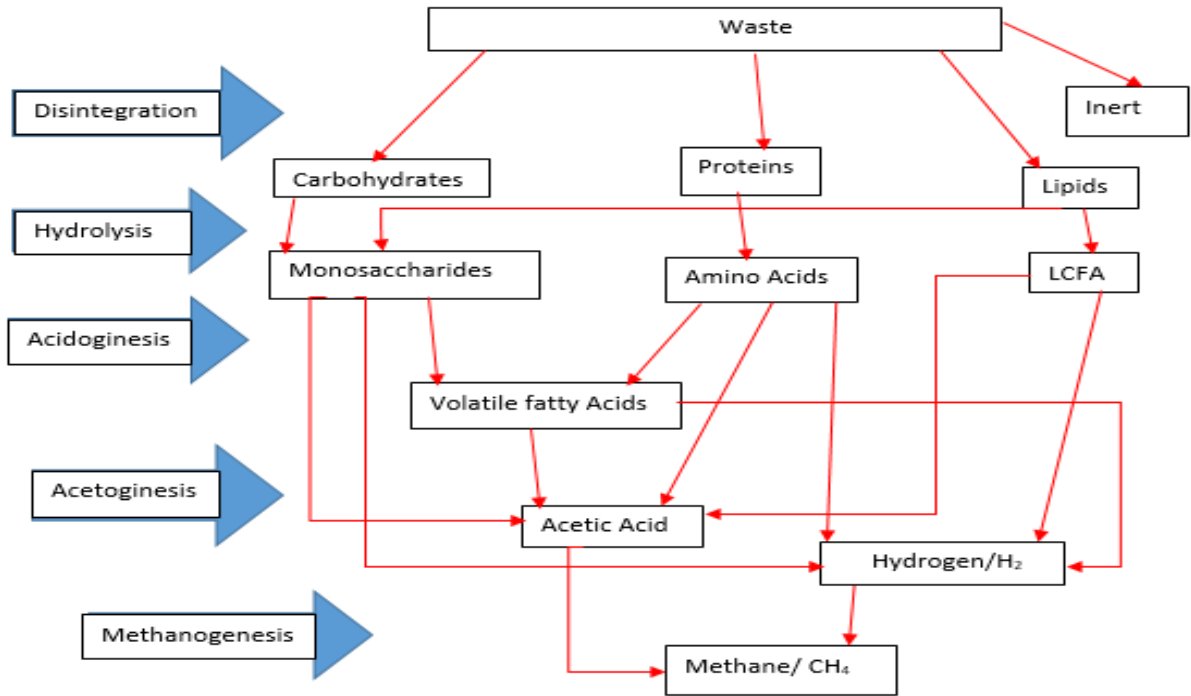 Waste
Disintegration
Inert
Carbohydrates
Proteins
Lipids
Hydrolysis
Monosaccharides
Amino Acids
LCFA
Acidoginesis
Volatile fatty Acids
Acetoginesis
Acetic Acid
Hydrogen/H₂
Methanogenesis
Methane/ CH₄